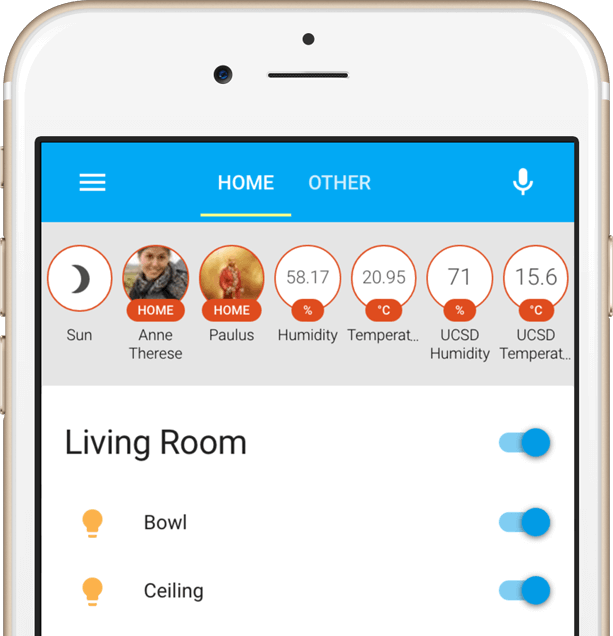 HOME OTHER
58.17 20.95 71 15.6
HOME HOME % °C % °C
Sun Anne Paulus Humidity Temperat... UCSD UCSD
Therese Humidity Temperat...
Living Room
Bowl
Ceiling